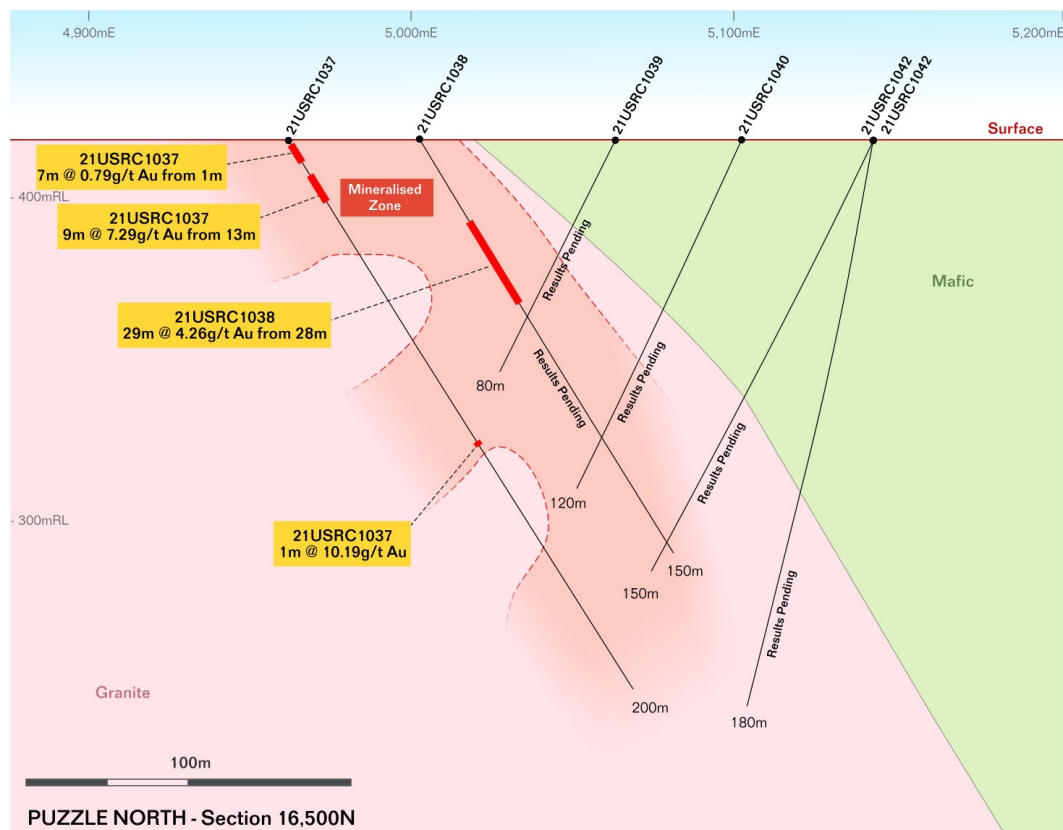 4,900mE
5,000mE
5,100mE
5,200mE
21USRC1037
21USRC1038
21USRC1039
21USRC1040
21USRC1042
21USRC1042
Surface
21USRC1037
7m @ 0.79g/t Au from 1m
400mRL
Mineralised
Zone
21USRC1037
9m @ 7.29g/t Au from 13m
Results Pending
Mafic
21USRC1038
29m @ 4.26g/t Au from 28m
Results Pending
Results Pending
80m
Results Pending
120m
300mRL
21USRC1037
1m @ 10.19g/t Au
150m
150m
Results Pending
Granite
200m
180m
100m
PUZZLE NORTH - Section 16,500N